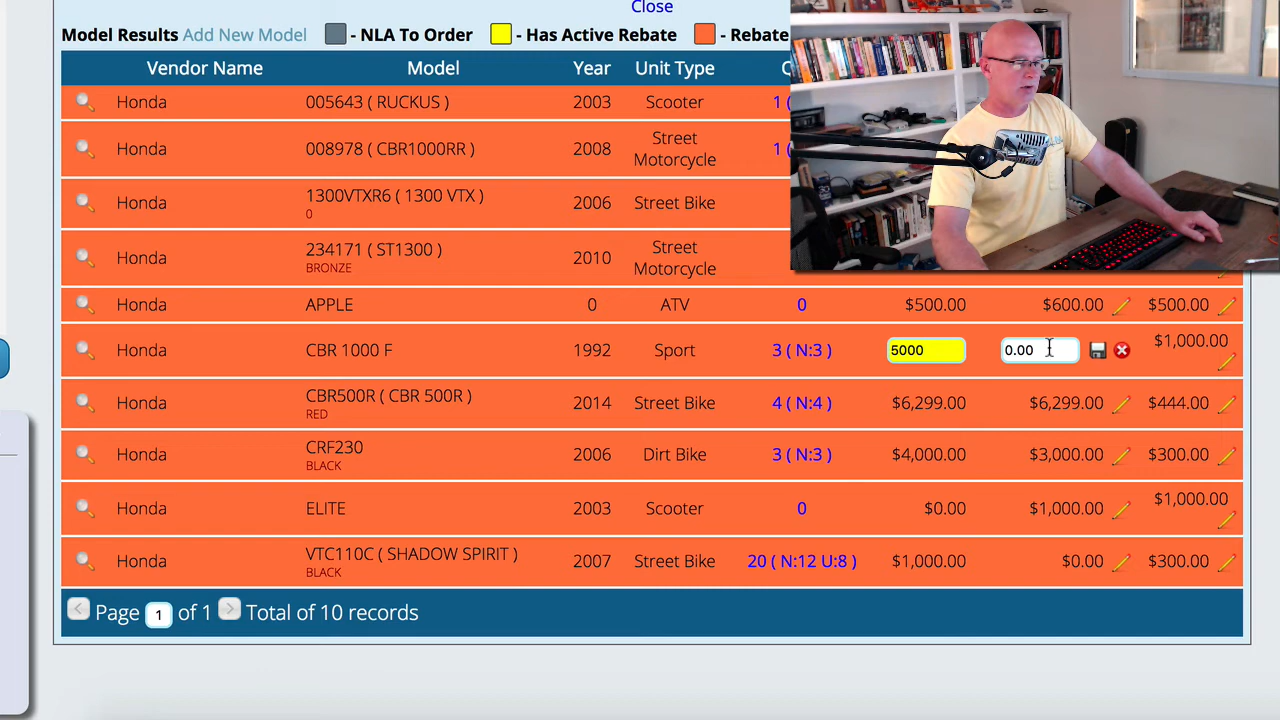 Close
Model Results Add New Model - NLA To Order - Has Active Rebate - Rebate
Vendor Name Model Year Unit Type
Honda 005643 ( RUCKUS ) 2003 Scooter 1 (
Honda 008978 ( CBR1000RR ) 2008 Street Motorcycle 1 (
Honda 1300VTXR6 ( 1300 VTX ) 2006 Street Bike
0
Honda 234171 ( ST1300 ) 2010 Street Motorcycle
BRONZE
Honda APPLE 0 ATV 0 $500.00 $600.00 $500.00
Honda CBR 1000 F 1992 Sport 3 ( N:3 ) 5000 0.00 $1,000.00
Honda CBR500R ( CBR 500R ) 2014 Street Bike 4 ( N:4 ) $6,299.00 $6,299.00 $444.00
RED
Honda CRF230 2006 Dirt Bike 3 ( N:3 ) $4,000.00 $3,000.00 $300.00
BLACK
Honda ELITE 2003 Scooter 0 $0.00 $1,000.00 $1,000.00
Honda VTC110C ( SHADOW SPIRIT ) 2007 Street Bike 20 ( N:12 U:8 ) $1,000.00 $0.00 $300.00
BLACK
Page 1 of 1 Total of 10 records